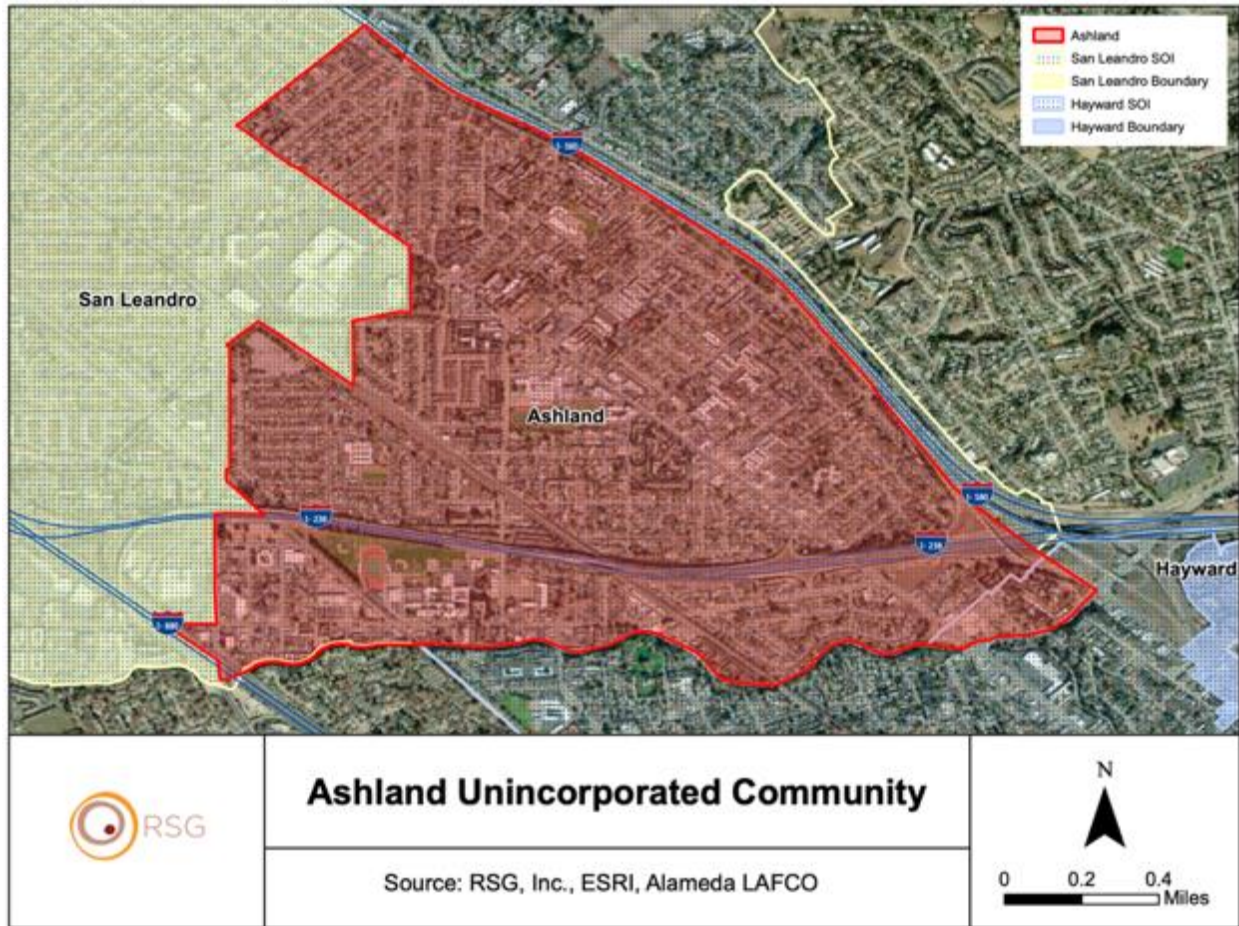 Ashland
San Leandro SOI
San Leandro Boundary
Hayward SOI
Hayward Boundary
I- 580
San Leandro
Ashland
I- 580
I- 238
I- 238
Hayward
I- 880
RSG
Ashland Unincorporated Community
Source: RSG, Inc., ESRI, Alameda LAFCO
N
0 0.2 0.4
Miles